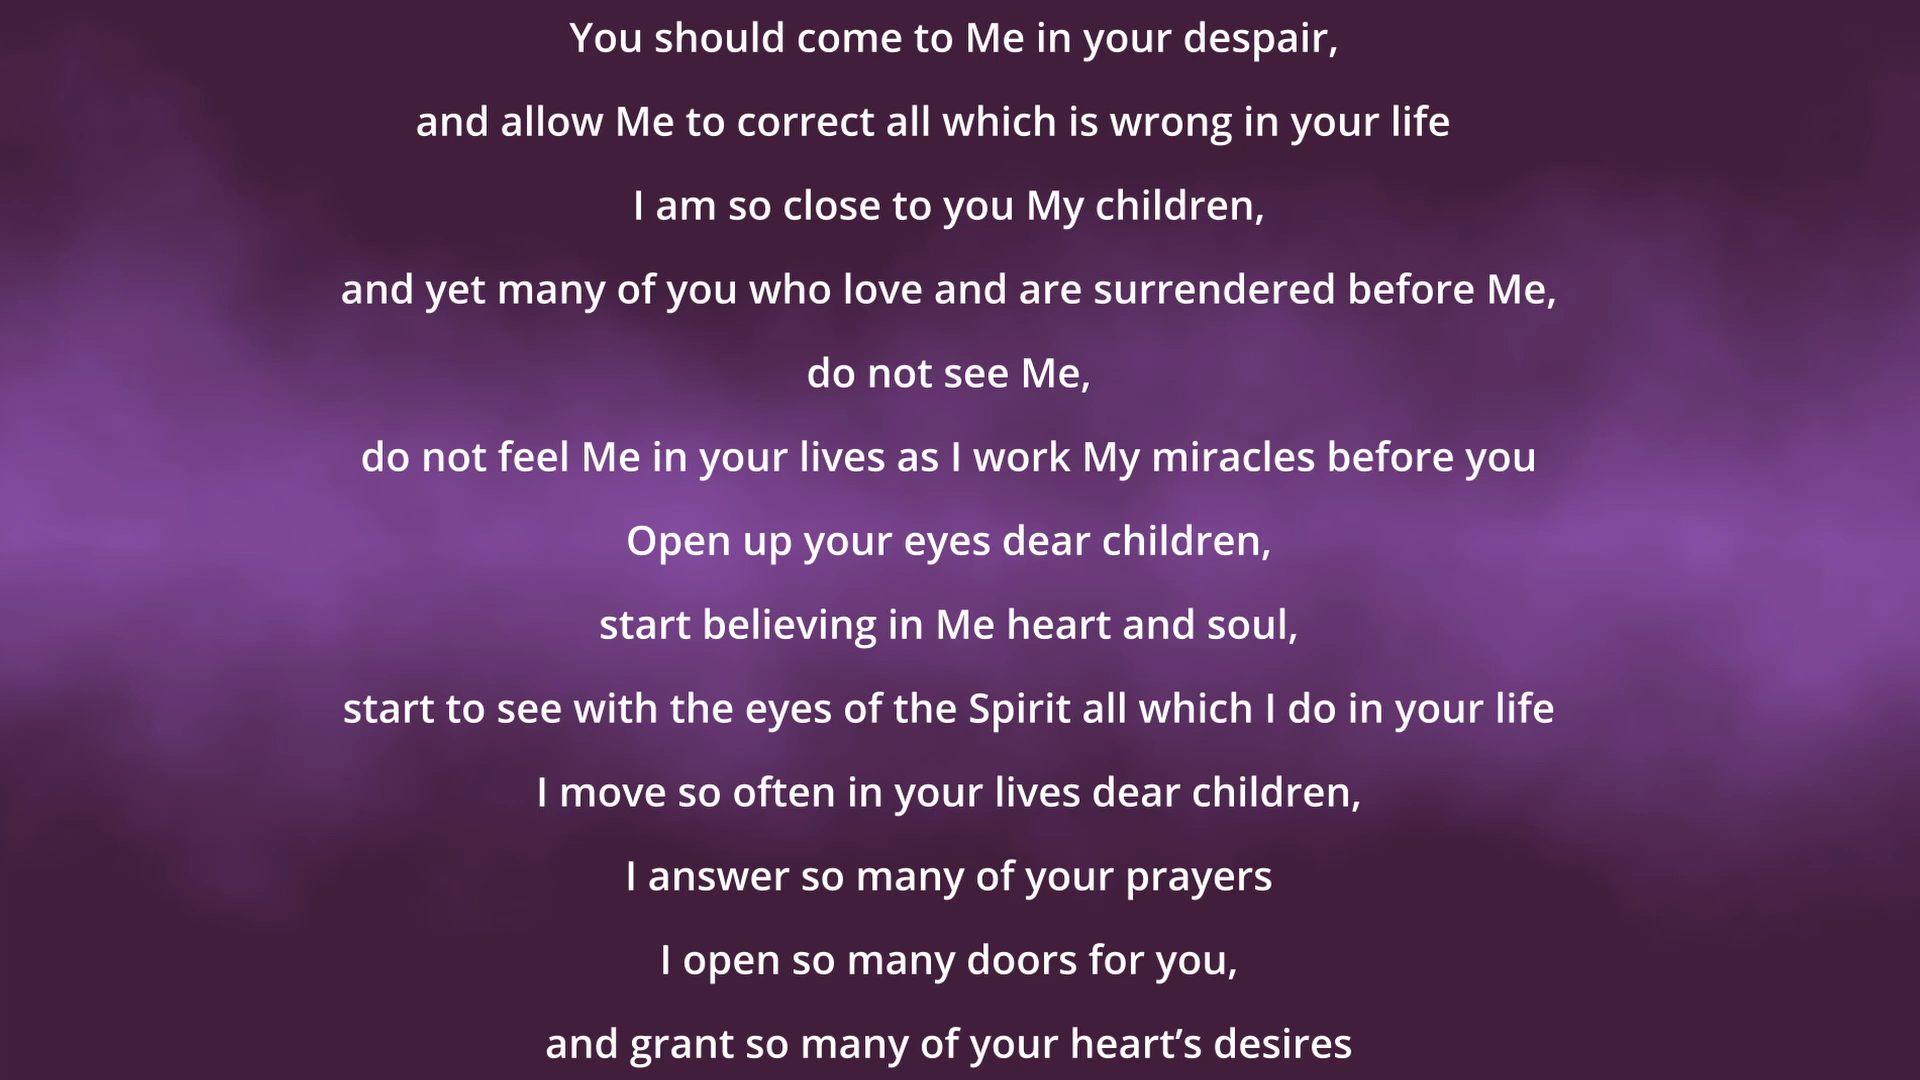 You should come to Me in your despair,
and allow Me to correct all which is wrong in your life
I am so close to you My children,
and yet many of you who love and are surrendered before Me,
do not see Me,
do not feel Me in your lives as I work My miracles before you
Open up your eyes dear children,
start believing in Me heart and soul,
start to see with the eyes of the Spirit all which I do in your life
I move so often in your lives dear children,
I answer so many of your prayers
I open so many doors for you,
and grant so many of your heart’s desires